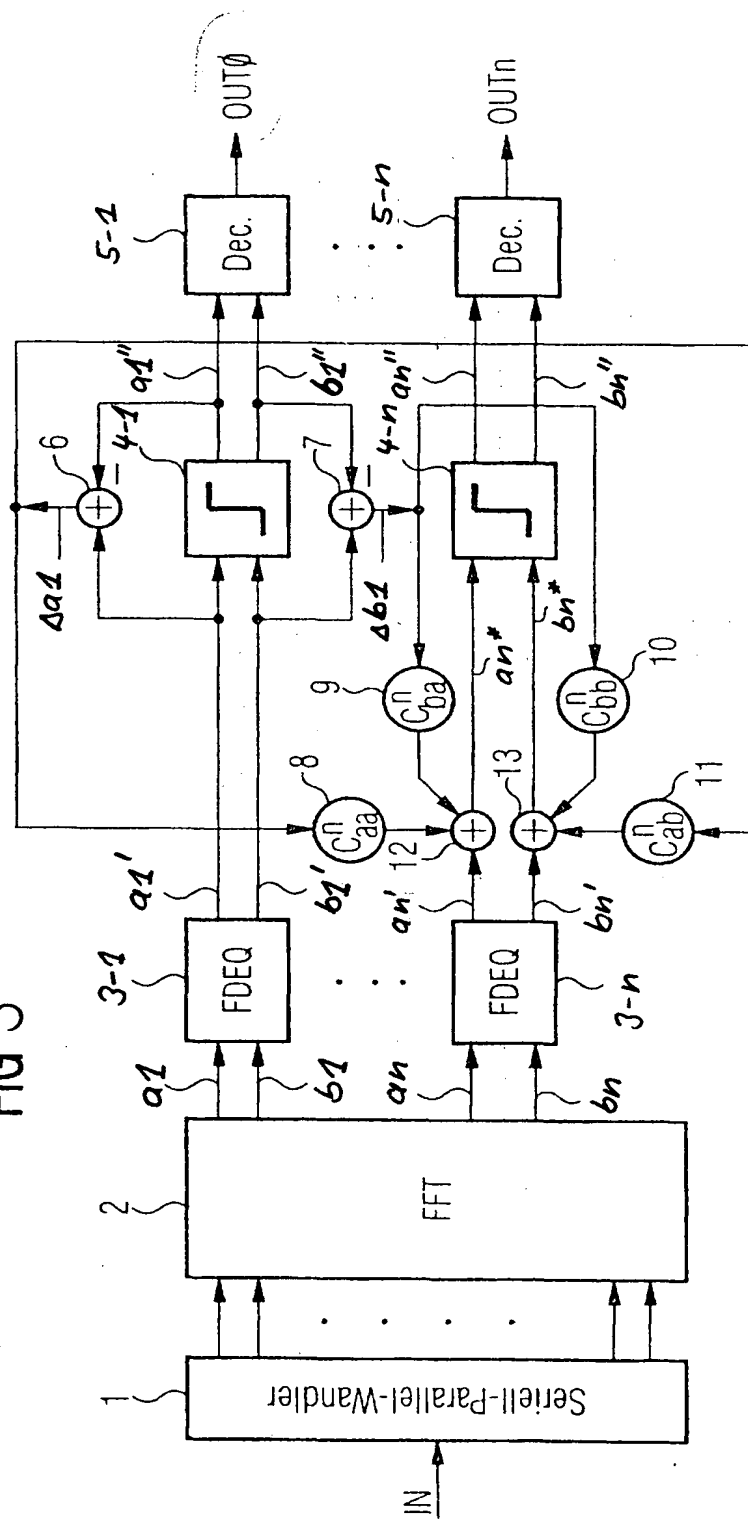 FIG 3
IN
1
Seriell-Parallel-Wandler
2
FFT
a1
b1
an
bn
3-1
FDEQ
3-n
FDEQ
a1'
b1'
an'
bn'
8
C^n_aa
9
C^n_ba
12
13
+
+
11
C^n_ab
10
C^n_bb
an*
bn*
Δa1
6
+
−
4-1
Δb1
7
+
−
4-n
a1"
b1"
an"
bn"
5-1
Dec.
5-n
Dec.
OUT∅
OUTn